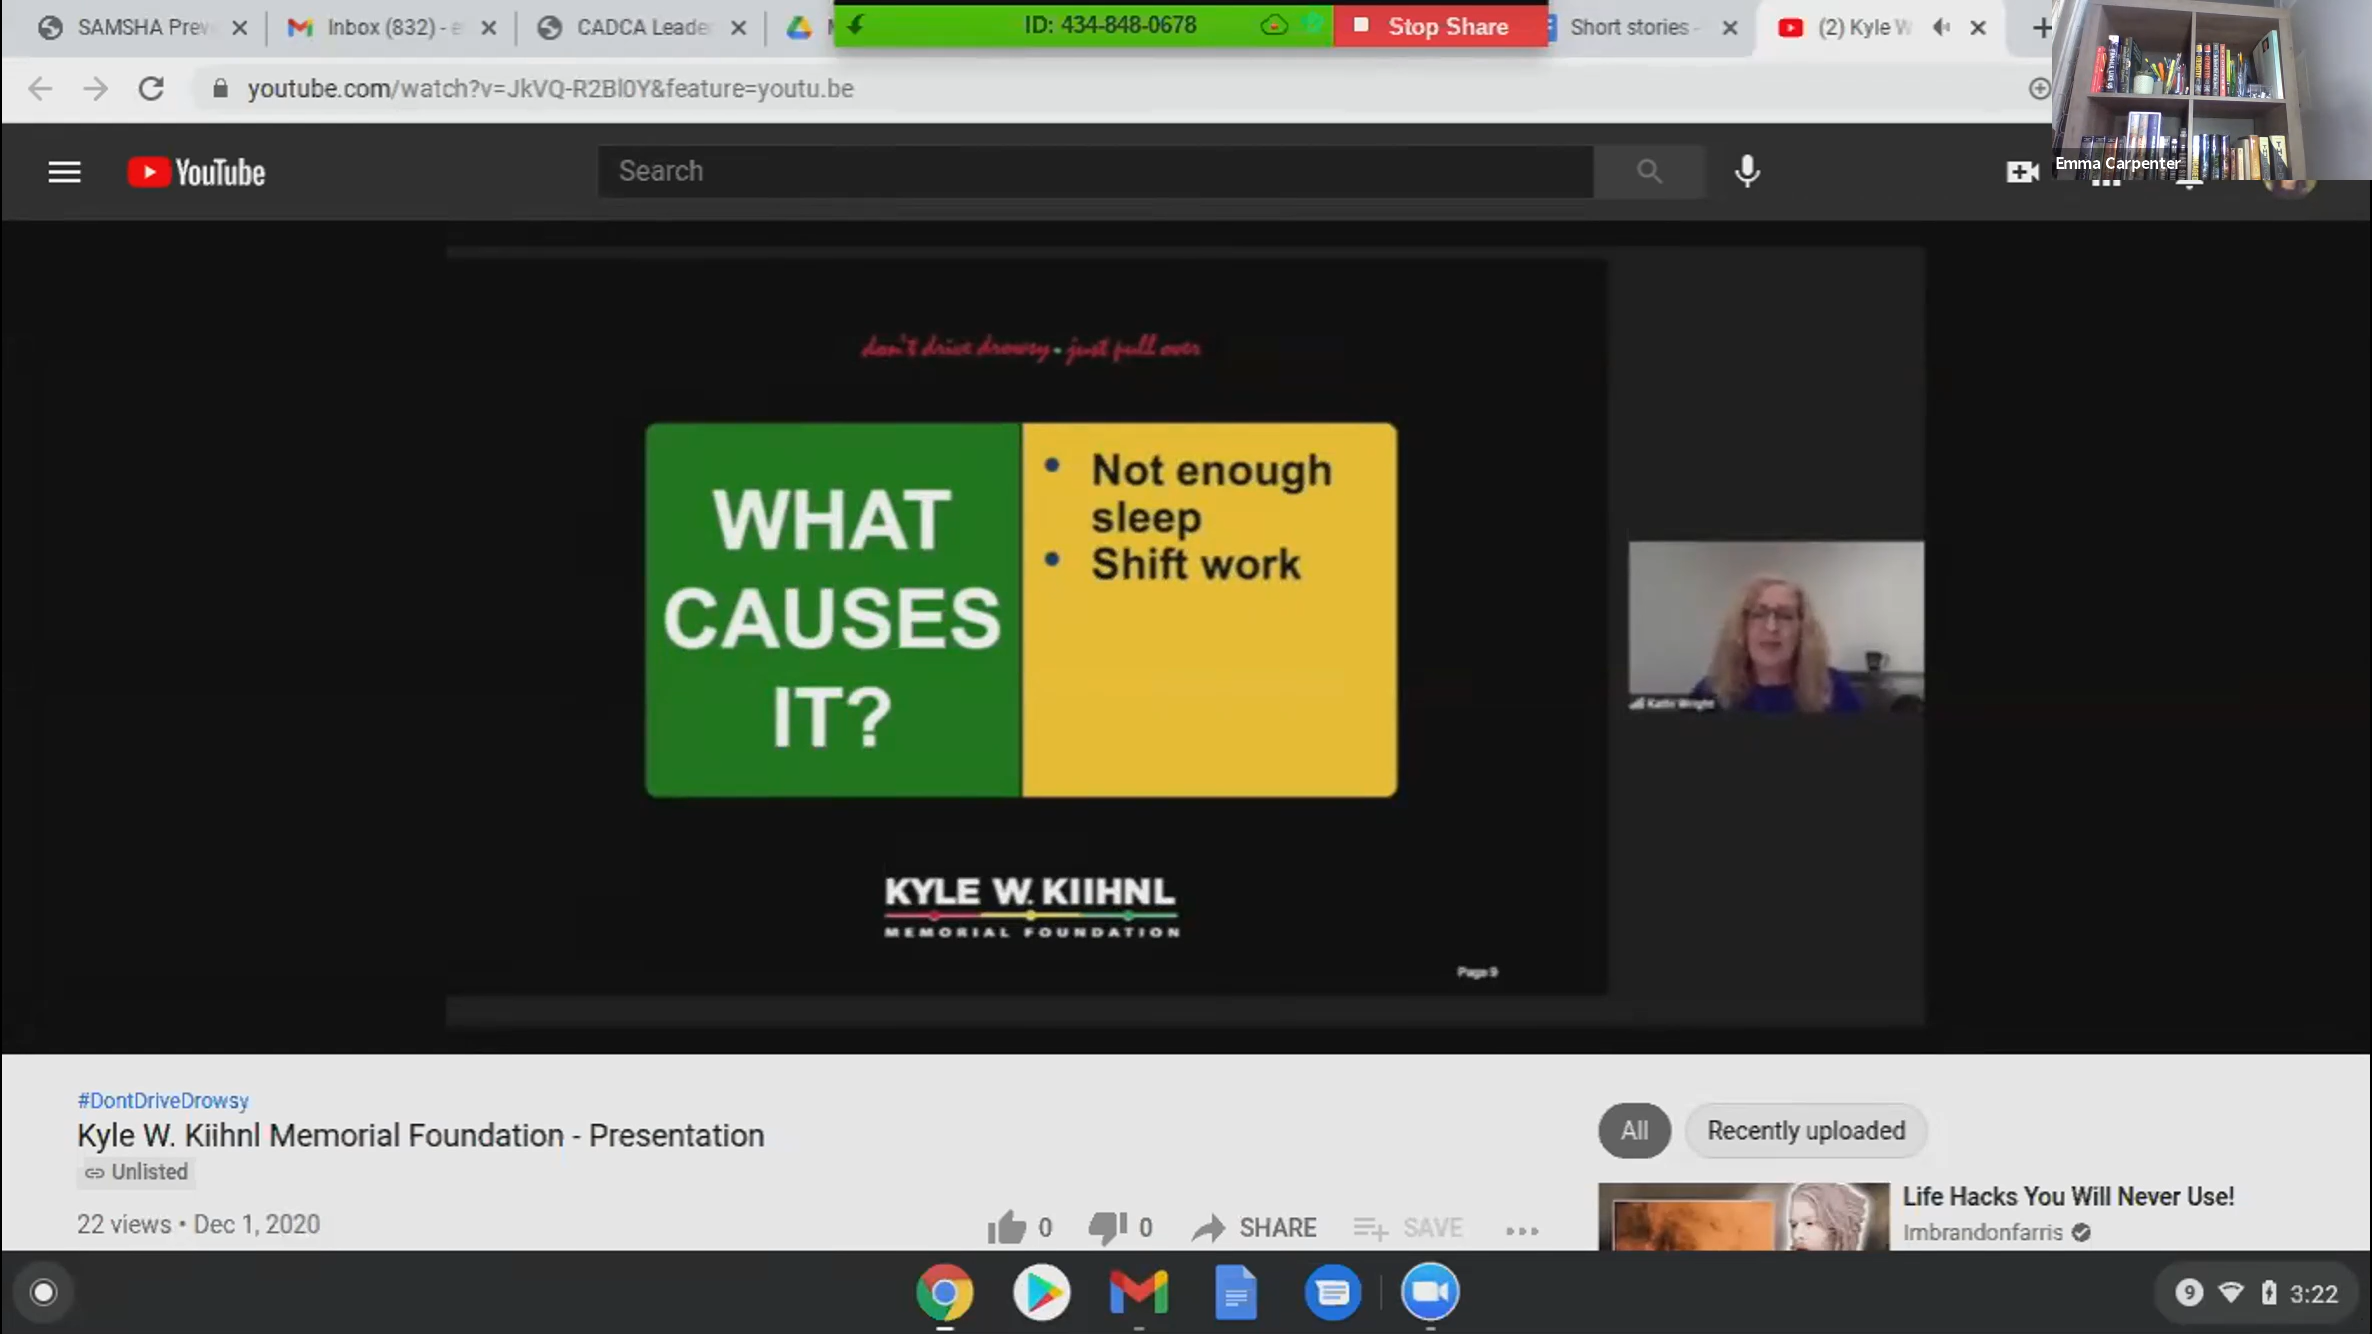 SAMSHA Prev
Inbox (832) - e
CADCA Leade
ID: 434-848-0678
Stop Share
Short stories -
(2) Kyle W
youtube.com/watch?v=JkVQ-R2Bl0Y&feature=youtu.be
YouTube
Search
Emma Carpenter
don't drive drowsy - just pull over
WHAT
CAUSES
IT?
• Not enough
sleep
• Shift work
Kathi Wright
KYLE W. KIIHNL
MEMORIAL FOUNDATION
Page 9
#DontDriveDrowsy
Kyle W. Kiihnl Memorial Foundation - Presentation
Unlisted
22 views • Dec 1, 2020
0
0
SHARE
SAVE
All
Recently uploaded
Life Hacks You Will Never Use!
Imbrandonfarris
9
3:22